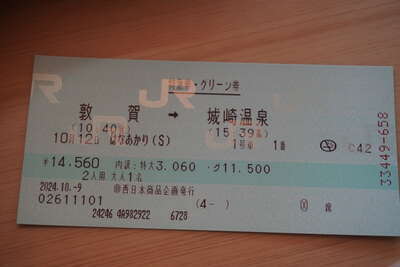 特急券・グリーン券
敦賀 → 城崎温泉
(10:40発) (15:39着)
10月12日 はなあかり(S) 1号車 1番 C42
¥14,560 内訳:特大3,060・グ11,500
2人用 大人1名
2024.10.-9
西日本商品企画発行
02611101 (4-)
24246 4A982922 6728
33449-658
JR